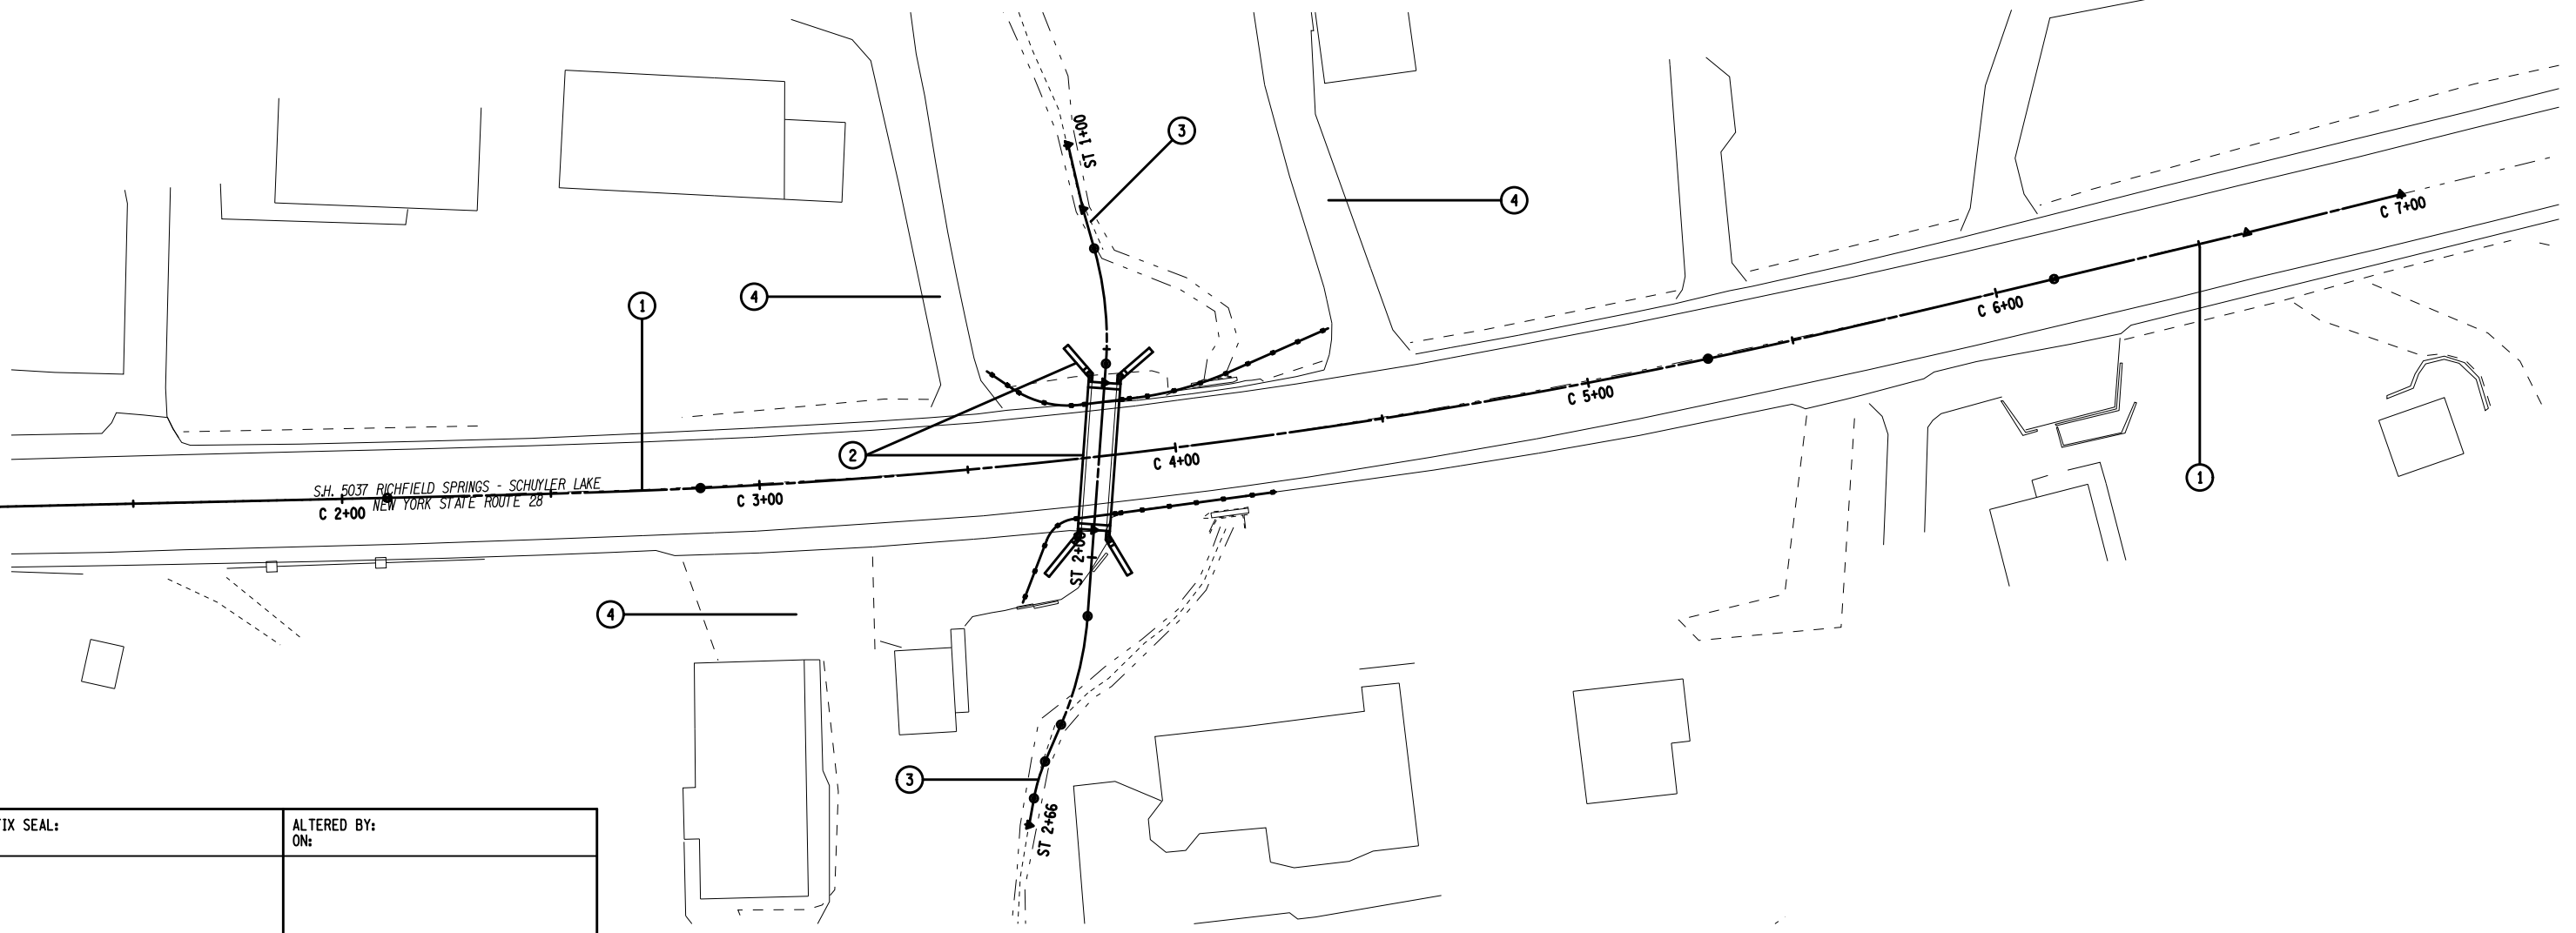 ST 1+00
3
4
C 7+00
4
1
C 6+00
C 5+00
2
C 4+00
1
S.H. 5037 RICHFIELD SPRINGS - SCHUYLER LAKE
NEW YORK STATE ROUTE 28
C 2+00
C 3+00
ST 2+00
4
3
ST 2+66
IX SEAL:
ALTERED BY:
ON: